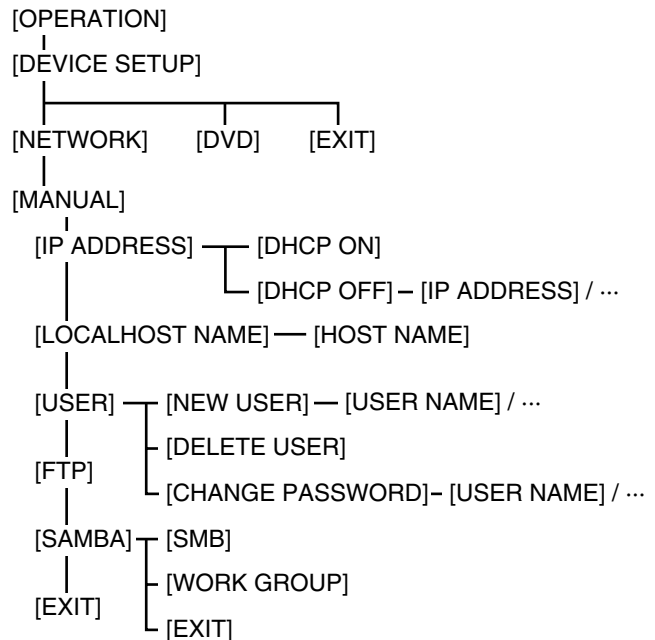 [OPERATION]
[DEVICE SETUP]
[NETWORK] [DVD] [EXIT]
[MANUAL]
[IP ADDRESS] [DHCP ON]
[DHCP OFF] [IP ADDRESS] / ···
[LOCALHOST NAME] [HOST NAME]
[USER] [NEW USER] [USER NAME] / ···
[DELETE USER]
[FTP]
[CHANGE PASSWORD] [USER NAME] / ···
[SAMBA] [SMB]
[WORK GROUP]
[EXIT]
[EXIT]